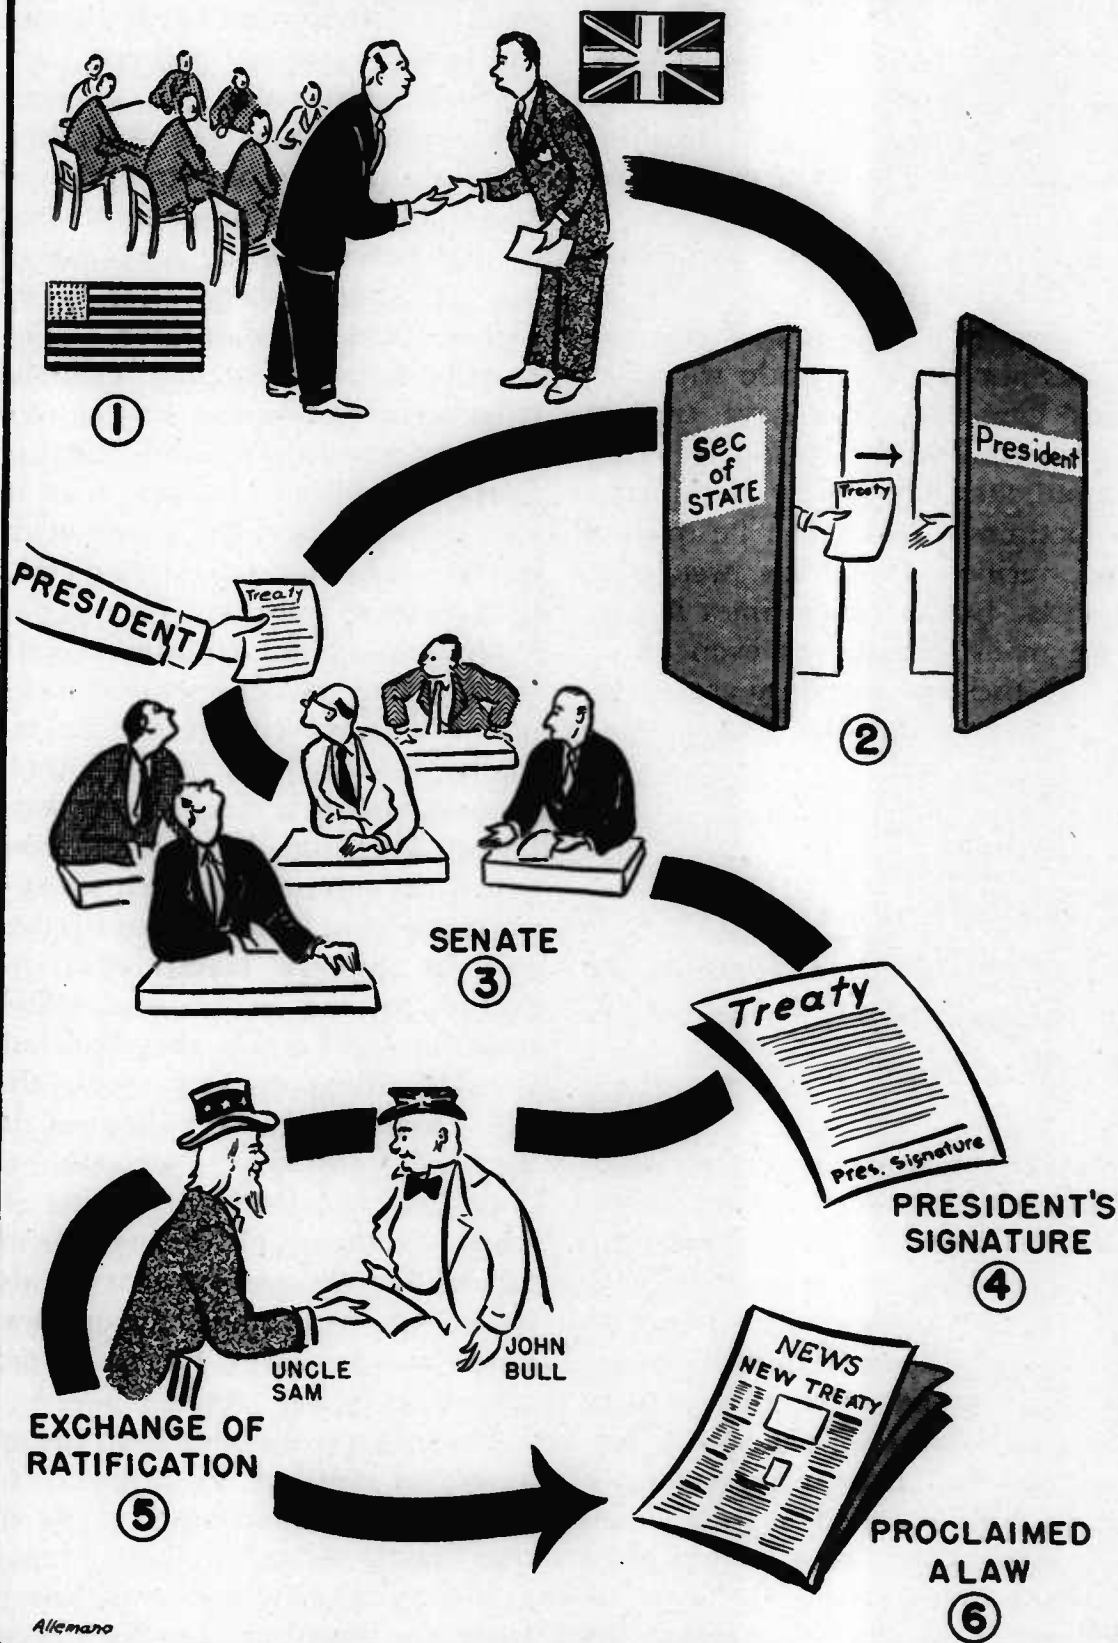 1
Sec
of
STATE
Treaty
President
2
PRESIDENT
Treaty
SENATE
3
Treaty
Pres. Signature
PRESIDENT'S
SIGNATURE
4
UNCLE
SAM
JOHN
BULL
EXCHANGE OF
RATIFICATION
5
NEWS
NEW TREATY
PROCLAIMED
A LAW
6
Allemano